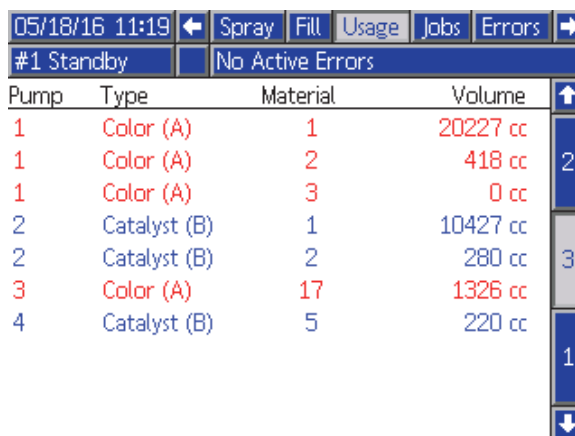 05/18/16 11:19 Spray Fill Usage Jobs Errors
#1 Standby No Active Errors
Pump Type Material Volume
1 Color (A) 1 20227 cc
1 Color (A) 2 418 cc
1 Color (A) 3 0 cc
2 Catalyst (B) 1 10427 cc
2 Catalyst (B) 2 280 cc
3 Color (A) 17 1326 cc
4 Catalyst (B) 5 220 cc
2
3
1